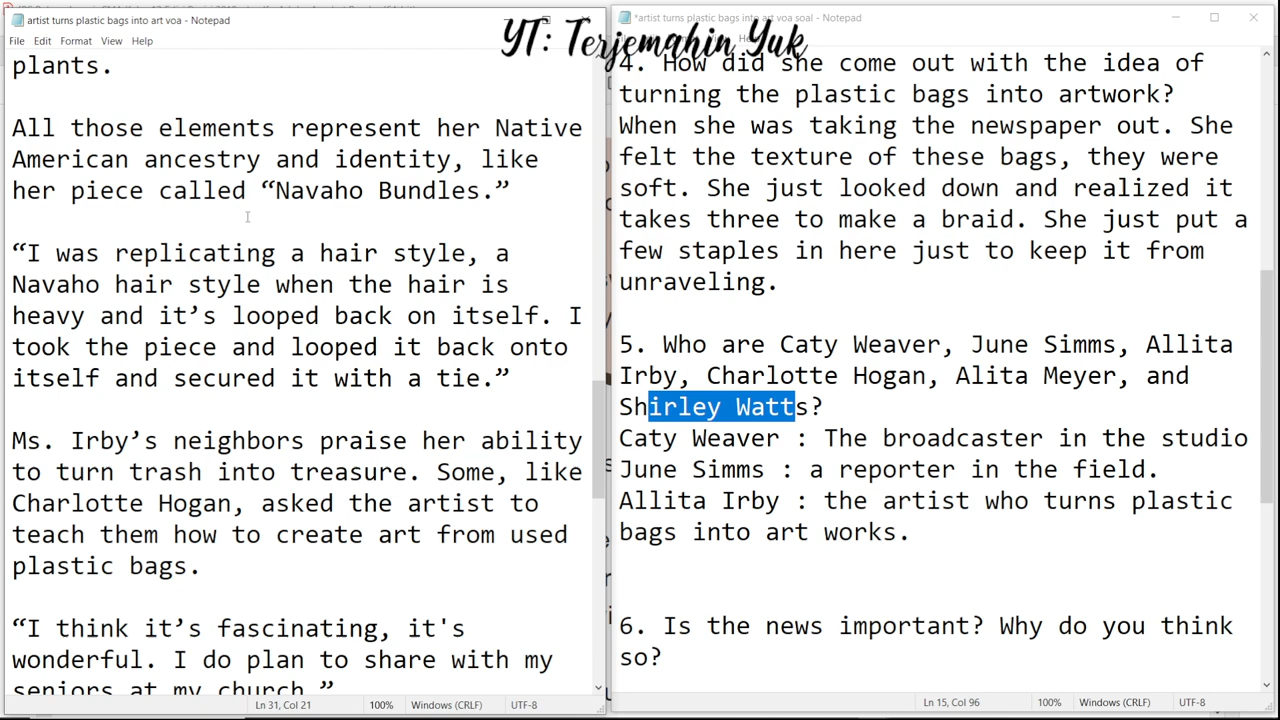 artist turns plastic bags into art voa - Notepad
File Edit Format View Help
plants.
All those elements represent her Native
American ancestry and identity, like
her piece called “Navaho Bundles.”
“I was replicating a hair style, a
Navaho hair style when the hair is
heavy and it’s looped back on itself. I
took the piece and looped it back onto
itself and secured it with a tie.”
Ms. Irby’s neighbors praise her ability
to turn trash into treasure. Some, like
Charlotte Hogan, asked the artist to
teach them how to create art from used
plastic bags.
“I think it’s fascinating, it's
wonderful. I do plan to share with my
seniors at my church.”
Ln 31, Col 21 100% Windows (CRLF) UTF-8
YT: Terjemahin Yuk
*artist turns plastic bags into art voa soal - Notepad
4. How did she come out with the idea of
turning the plastic bags into artwork?
When she was taking the newspaper out. She
felt the texture of these bags, they were
soft. She just looked down and realized it
takes three to make a braid. She just put a
few staples in here just to keep it from
unraveling.
5. Who are Caty Weaver, June Simms, Allita
Irby, Charlotte Hogan, Alita Meyer, and
Shirley Watts?
Caty Weaver : The broadcaster in the studio
June Simms : a reporter in the field.
Allita Irby : the artist who turns plastic
bags into art works.
6. Is the news important? Why do you think
so?
Ln 15, Col 96 100% Windows (CRLF) UTF-8